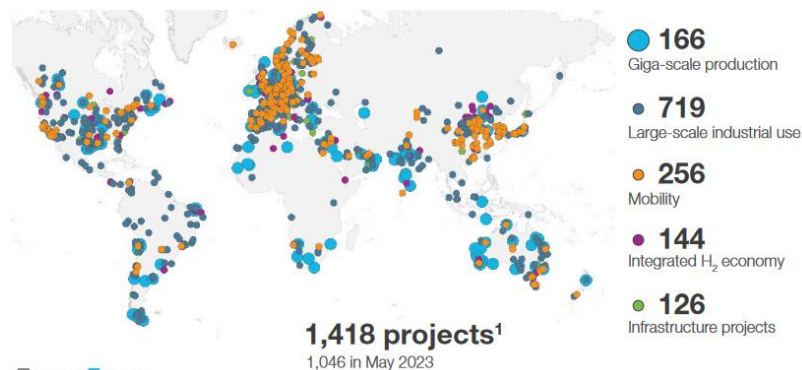 166
Giga-scale production
719
Large-scale industrial use
256
Mobility
144
Integrated H₂ economy
126
Infrastructure projects
1,418 projects¹
1,046 in May 2023